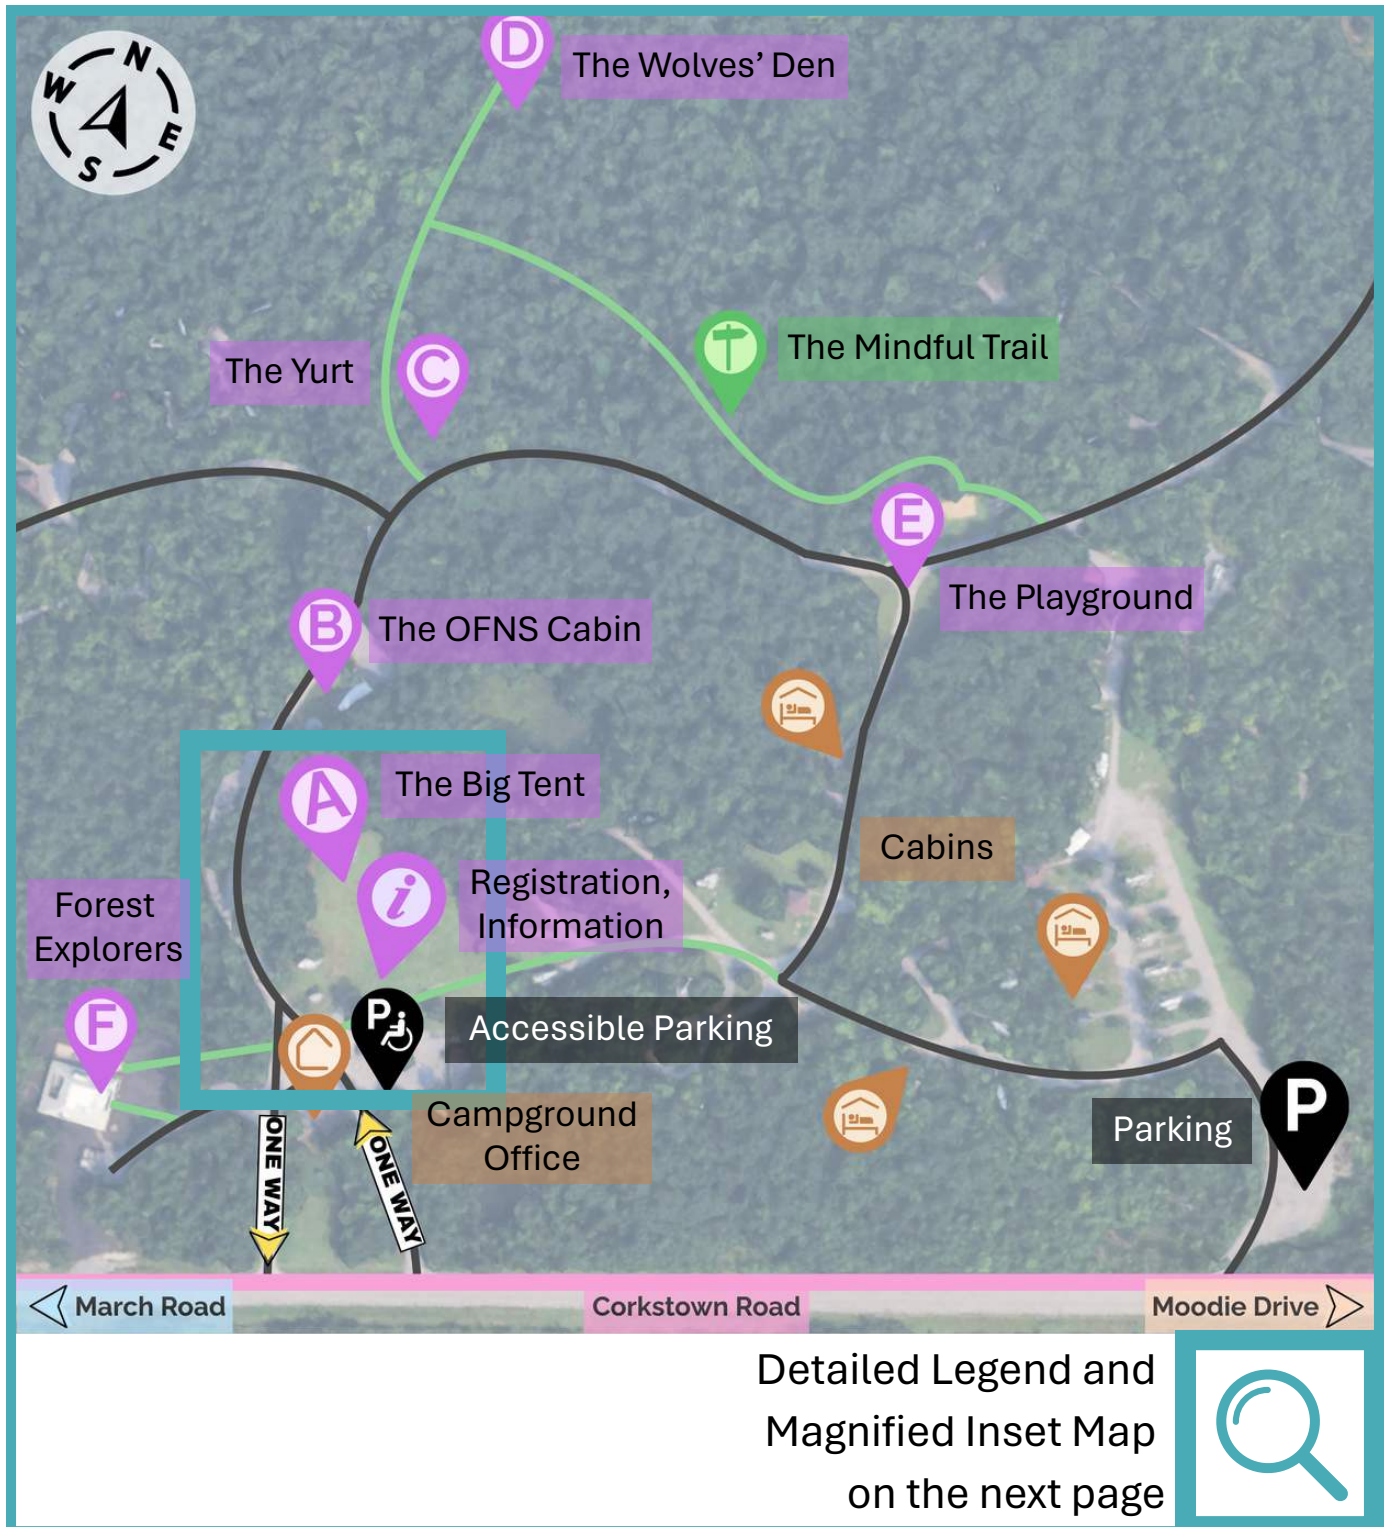 N
W
E
S
D
The Wolves’ Den
The Mindful Trail
The Yurt
C
E
The Playground
B
The OFNS Cabin
A
The Big Tent
Cabins
i
Registration,
Information
Forest
Explorers
F
P
Accessible Parking
Campground
Office
P
Parking
ONE WAY
ONE WAY
March Road
Corkstown Road
Moodie Drive
Detailed Legend and
Magnified Inset Map
on the next page